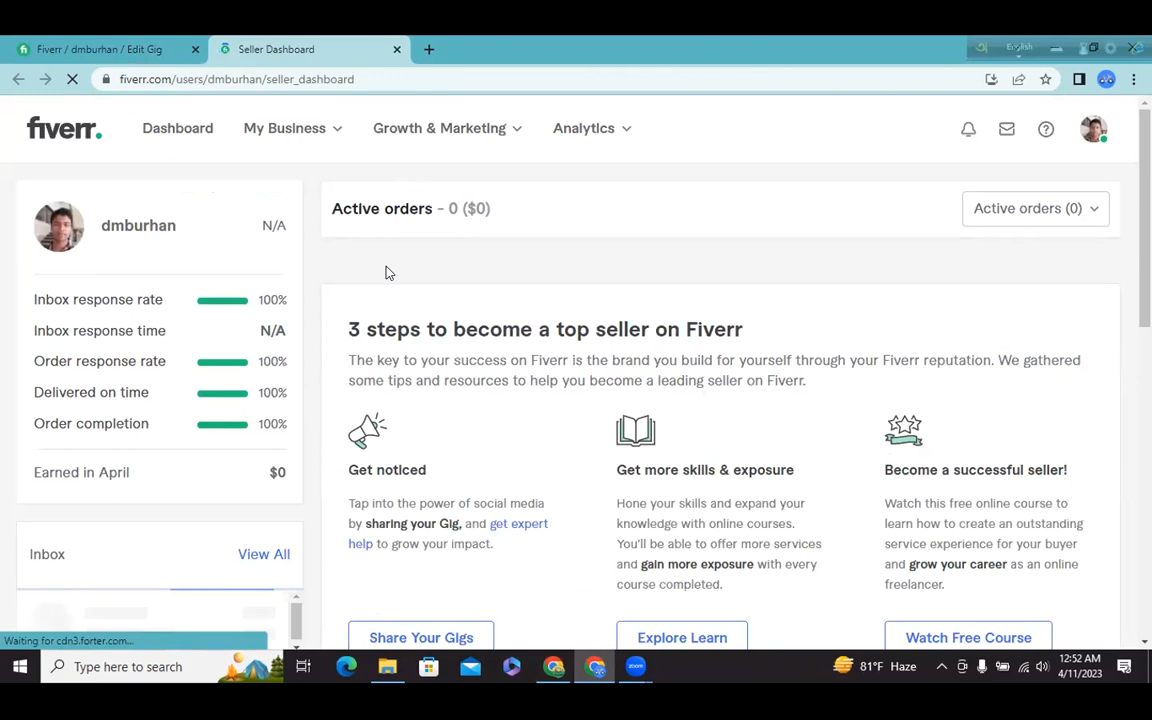 Fiverr / dmburhan / Edit Gig
Seller Dashboard
English
fiverr.com/users/dmburhan/seller_dashboard
fiverr.
Dashboard
My Business
Growth & Marketing
Analytics
dmburhan
N/A
Active orders - 0 ($0)
Active orders (0)
Inbox response rate
100%
Inbox response time
N/A
Order response rate
100%
Delivered on time
100%
Order completion
100%
Earned in April
$0
3 steps to become a top seller on Fiverr
The key to your success on Fiverr is the brand you build for yourself through your Fiverr reputation. We gathered
some tips and resources to help you become a leading seller on Fiverr.
Get noticed
Tap into the power of social media
by sharing your Gig, and get expert
help to grow your impact.
Share Your Gigs
Get more skills & exposure
Hone your skills and expand your
knowledge with online courses.
You'll be able to offer more services
and gain more exposure with every
course completed.
Explore Learn
Become a successful seller!
Watch this free online course to
learn how to create an outstanding
service experience for your buyer
and grow your career as an online
freelancer.
Watch Free Course
Inbox
View All
Waiting for cdn3.forter.com...
Type here to search
zoom
81°F Haze
12:52 AM
4/11/2023